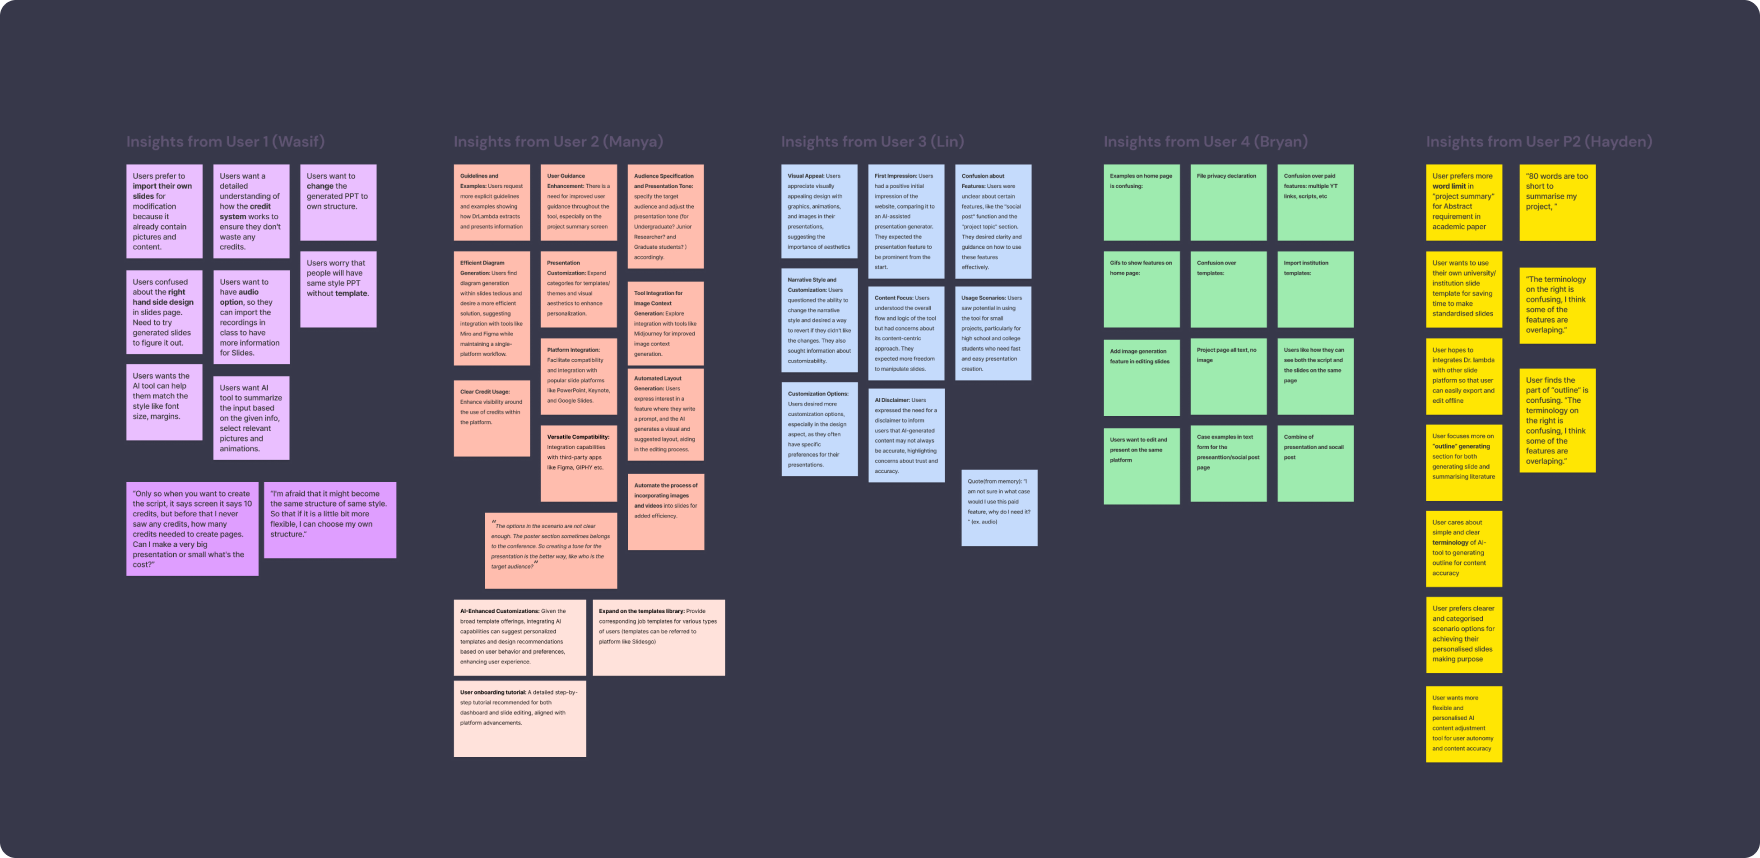 Insights from User 1 (Wasif)
Users prefer to
import their own
slides for
modification
because it
already contain
pictures and
content.
Users want a
detailed
understanding of
how the credit
system works to
ensure they don't
waste any
credits.
Users want to
change the
generated PPT to
own structure.
Users worry that
people will have
same style PPT
without template.
Users confused
about the right
hand side design
in slides page.
Need to try
generated slides
to figure it out.
Users want to
have audio
option, so they
can import the
recordings in
class to have
more information
for Slides.
Users wants the
AI tool can help
them match the
style like font
size, margins.
Users want AI
tool to summarize
the input based
on the given info,
select relevant
pictures and
animations.
"Only so when you want to create
the script, it says screen it says 10
credits, but before that I never
saw any credits, how many
credits needed to create pages.
Can I make a very big
presentation or small what's the
cost?"
"I'm afraid that it might become
the same structure of same style.
So that if it is a little bit more
flexible, I can choose my own
structure."
Insights from User 2 (Manya)
Guidelines and
Examples: Users request
more explicit guidelines
and examples showing
how DrLambda extracts
and presents information
User Guidance
Enhancement: There is a
need for improved user
guidance throughout the
tool, especially on the
project summary screen
Audience Specification
and Presentation Tone:
specify the target
audience and adjust the
presentation tone (for
Undergraduate? Junior
Researcher? and
Graduate students? )
accordingly.
Efficient Diagram
Generation: Users find
diagram generation
within slides tedious and
desire a more efficient
solution, suggesting
integration with tools like
Miro and Figma while
maintaining a single-
platform workflow.
Presentation
Customization: Expand
categories for templates/
themes and visual
aesthetics to enhance
personalization.
Tool Integration for
Image Context
Generation: Explore
integration with tools like
Midjourney for improved
image context
generation.
Platform Integration:
Facilitate compatibility
and integration with
popular slide platforms
like PowerPoint, Keynote,
and Google Slides.
Clear Credit Usage:
Enhance visibility around
the use of credits within
the platform.
Automated Layout
Generation: Users
express interest in a
feature where they write
a prompt, and the AI
generates a visual and
suggested layout, aiding
in the editing process.
Versatile Compatibility:
Integration capabilities
with third-party apps
like Figma, GIPHY etc.
Automate the process of
incorporating images
and videos into slides for
added efficiency.
"The options in the scenario are not clear
enough. The poster section sometimes belongs
to the conference. So creating a tone for the
presentation is the better way, like who is the
target audience?"
AI-Enhanced Customizations: Given the
broad template offerings, integrating AI
capabilities can suggest personalized
templates and design recommendations
based on user behavior and preferences,
enhancing user experience.
Expand on the templates library: Provide
corresponding job templates for various types
of users (templates can be referred to
platform like Slidesgo)
User onboarding tutorial: A detailed step-by-
step tutorial recommended for both
dashboard and slide editing, aligned with
platform advancements.
Insights from User 3 (Lin)
Visual Appeal: Users
appreciate visually
appealing design with
graphics, animations,
and images in their
presentations,
suggesting the
importance of aesthetics
First Impression: Users
had a positive initial
impression of the
website, comparing it to
an AI-assisted
presentation generator.
They expected the
presentation feature to
be prominent from the
start.
Confusion about
Features: Users were
unclear about certain
features, like the "social
post" function and the
"project topic" section.
They desired clarity and
guidance on how to use
these features
effectively.
Narrative Style and
Customization: Users
questioned the ability to
change the narrative
style and desired a way
to revert if they didn't like
the changes. They also
sought information about
customizability.
Content Focus: Users
understood the overall
flow and logic of the tool
but had concerns about
its content-centric
approach. They
expected more freedom
to manipulate slides.
Usage Scenarios: Users
saw potential in using
the tool for small
projects, particularly for
high school and college
students who need fast
and easy presentation
creation.
Customization Options:
Users desired more
customization options,
especially in the design
aspect, as they often
have specific
preferences for their
presentations.
AI Disclaimer: Users
expressed the need for a
disclaimer to inform
users that AI-generated
content may not always
be accurate, highlighting
concerns about trust and
accuracy.
Quote(from memory): "I
am not sure in what case
would I use this paid
feature, why do I need it?
" (ex. audio)
Insights from User 4 (Bryan)
Examples on home page
is confusing:
File privacy declaration
Confusion over paid
features: multiple YT
links, scripts, etc
Gifs to show features on
home page:
Confusion over
templates:
Import institution
templates:
Add image generation
feature in editing slides
Project page all text, no
image
Users like how they can
see both the script and
the slides on the same
page
Users want to edit and
present on the same
platform
Case examples in text
form for the
preseantion/social post
page
Combine of
presentation and socail
post
Insights from User P2 (Hayden)
User prefers more
word limit in
"project summary"
for Abstract
requirement in
academic paper
"80 words are too
short to
summarise my
project, "
User wants to use
their own university/
institution slide
template for saving
time to make
standardised slides
"The terminology
on the right is
confusing, I think
some of the
features are
overlaping."
User hopes to
integrates Dr. lambda
with other slide
platform so that user
can easily export and
edit offline
User finds the
part of "outline" is
confusing. "The
terminology on
the right is
confusing, I think
some of the
features are
overlaping."
User focuses more on
"outline" generating
section for both
generating slide and
summarising literature
User cares about
simple and clear
terminology of AI-
tool to generating
outline for content
accuracy
User prefers clearer
and categorised
scenario options for
achieving their
personalised slides
making purpose
User wants more
flexible and
personalised AI
content adjustment
tool for user autonomy
and content accuracy